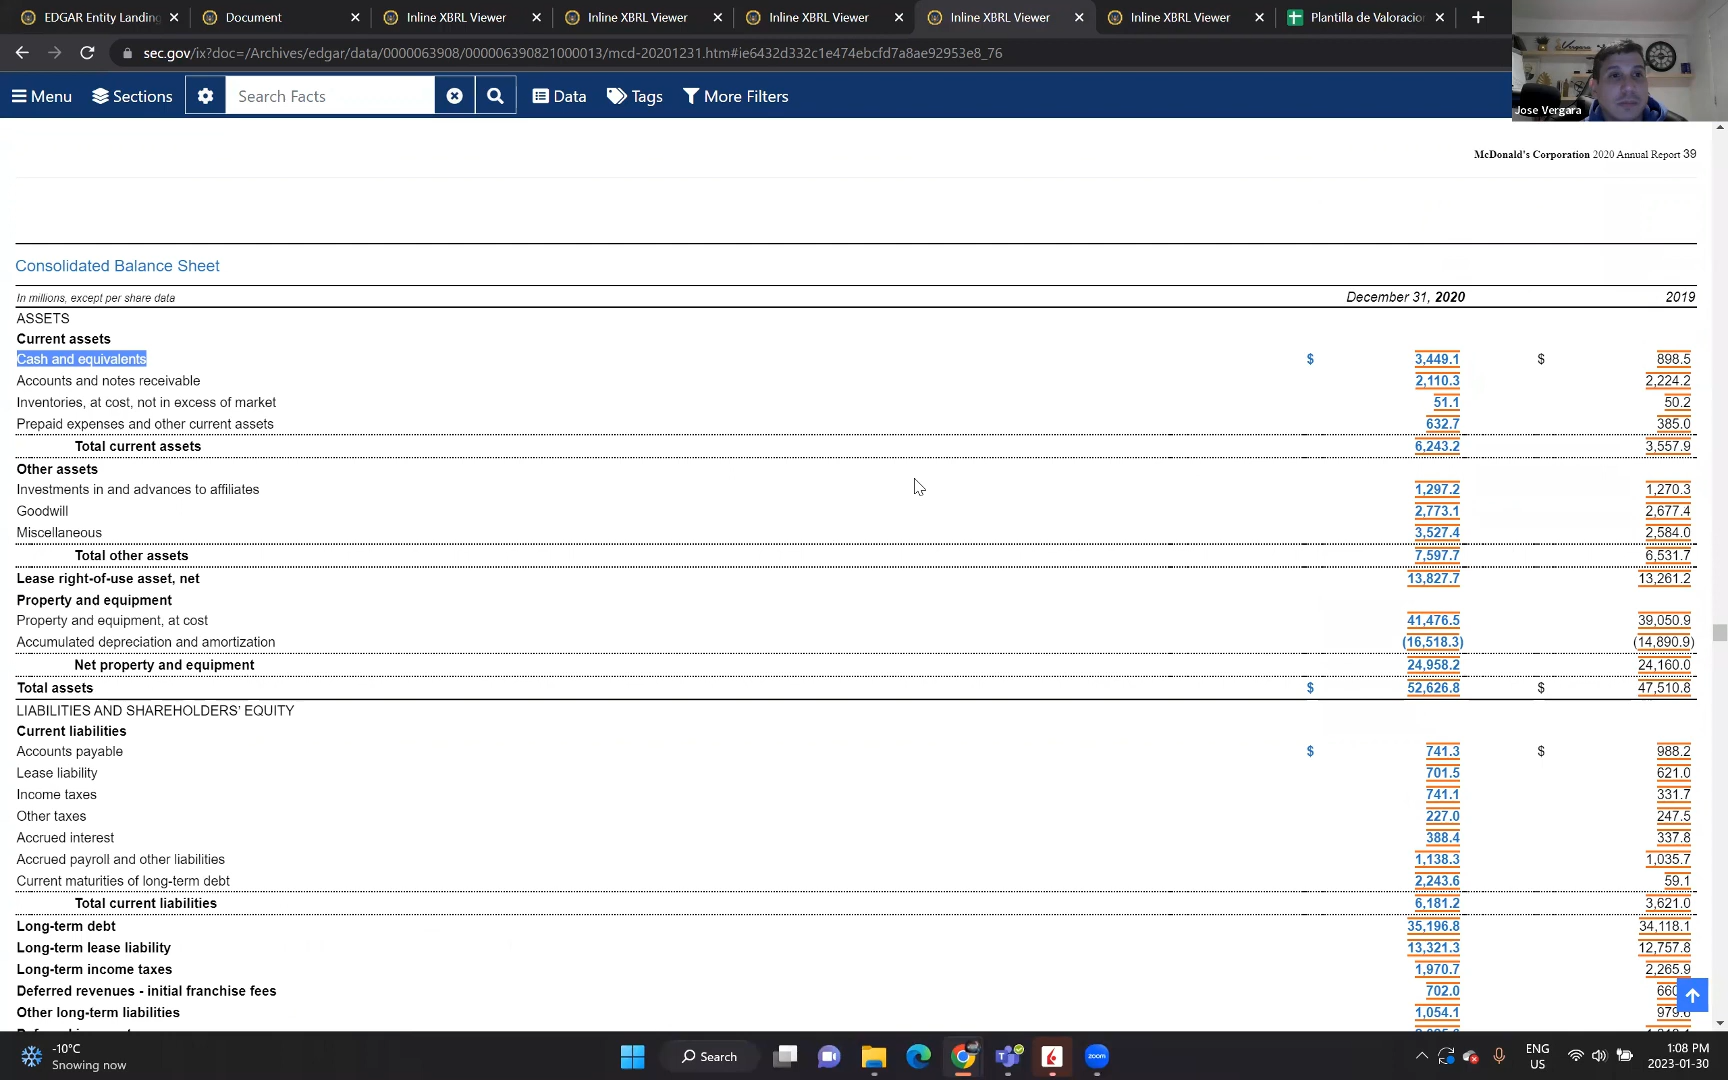 EDGAR Entity Landing
Document
Inline XBRL Viewer
Inline XBRL Viewer
Inline XBRL Viewer
Inline XBRL Viewer
Inline XBRL Viewer
Plantilla de Valoracion
sec.gov/ix?doc=/Archives/edgar/data/0000063908/000006390821000013/mcd-20201231.htm#ie6432d332c1e474ebcfd7a8ae92953e8_76
Menu Sections Search Facts Data Tags More Filters
Jose Vergara
McDonald's Corporation 2020 Annual Report 39
Consolidated Balance Sheet
In millions, except per share data December 31, 2020 2019
ASSETS
Current assets
Cash and equivalents $ 3,449.1 $ 898.5
Accounts and notes receivable 2,110.3 2,224.2
Inventories, at cost, not in excess of market 51.1 50.2
Prepaid expenses and other current assets 632.7 385.0
Total current assets 6,243.2 3,557.9
Other assets
Investments in and advances to affiliates 1,297.2 1,270.3
Goodwill 2,773.1 2,677.4
Miscellaneous 3,527.4 2,584.0
Total other assets 7,597.7 6,531.7
Lease right-of-use asset, net 13,827.7 13,261.2
Property and equipment
Property and equipment, at cost 41,476.5 39,050.9
Accumulated depreciation and amortization (16,518.3) (14,890.9)
Net property and equipment 24,958.2 24,160.0
Total assets $ 52,626.8 $ 47,510.8
LIABILITIES AND SHAREHOLDERS' EQUITY
Current liabilities
Accounts payable $ 741.3 $ 988.2
Lease liability 701.5 621.0
Income taxes 741.1 331.7
Other taxes 227.0 247.5
Accrued interest 388.4 337.8
Accrued payroll and other liabilities 1,138.3 1,035.7
Current maturities of long-term debt 2,243.6 59.1
Total current liabilities 6,181.2 3,621.0
Long-term debt 35,196.8 34,118.1
Long-term lease liability 13,321.3 12,757.8
Long-term income taxes 1,970.7 2,265.9
Deferred revenues - initial franchise fees 702.0 660
Other long-term liabilities 1,054.1 979.6
-10°C
Snowing now
Search
zoom
ENG
US
1:08 PM
2023-01-30